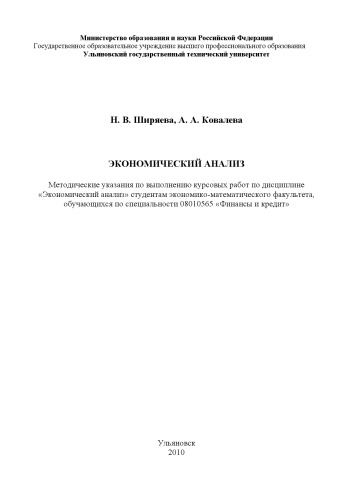 Министерство образования и науки Российской Федерации
Государственное образовательное учреждение высшего профессионального образования
Ульяновский государственный технический университет
Н. В. Ширяева, А. А. Ковалева
ЭКОНОМИЧЕСКИЙ АНАЛИЗ
Методические указания по выполнению курсовых работ по дисциплине
«Экономический анализ» студентам экономико-математического факультета,
обучающихся по специальности 08010565 «Финансы и кредит»
Ульяновск
2010